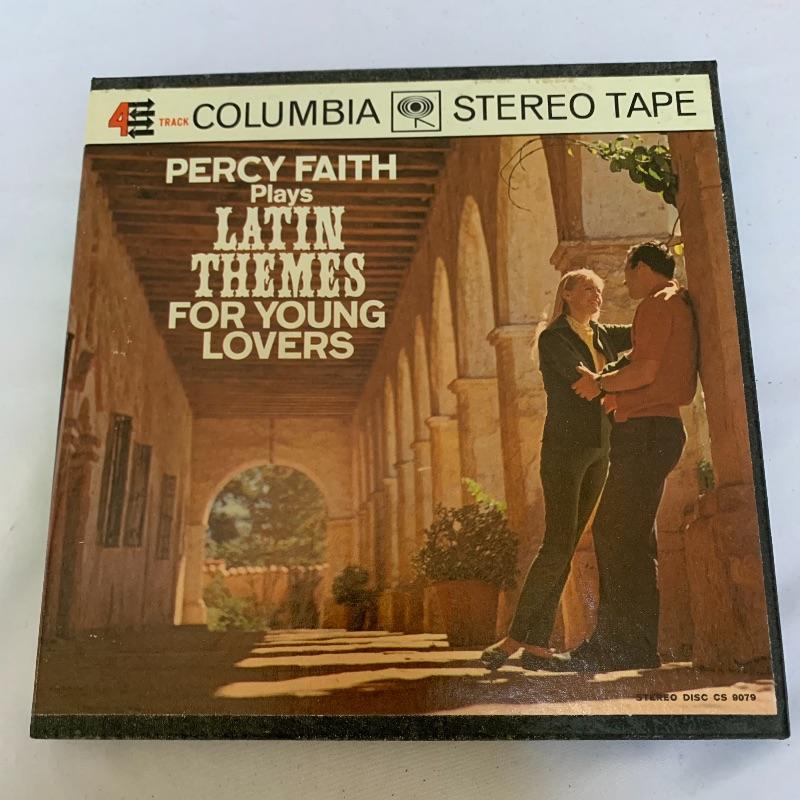 4 TRACK COLUMBIA STEREO TAPE
PERCY FAITH
Plays
LATIN
THEMES
FOR YOUNG
LOVERS
STEREO DISC CS 9079